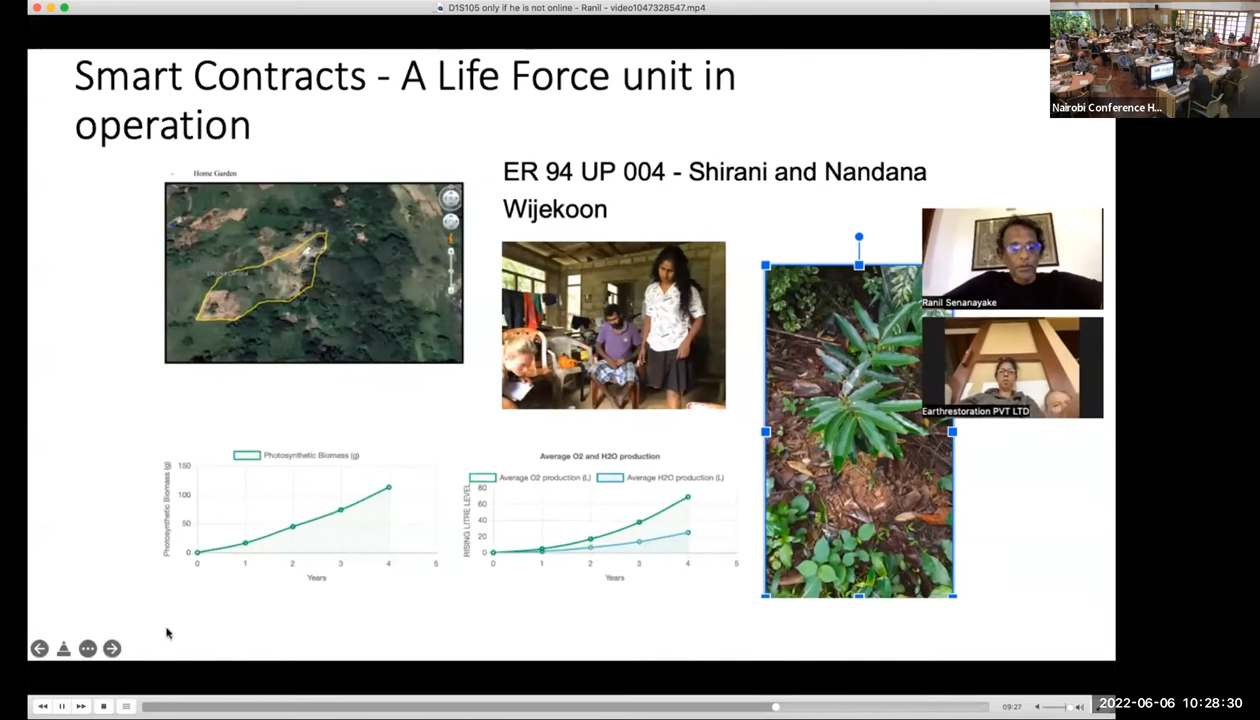 D1S105 only if he is not online - Ranil - video1047328547.mp4
Nairobi Conference H...
Smart Contracts - A Life Force unit in
operation
- Home Garden
ER 94 UP 004 - Shirani and Nandana
Wijekoon
Ranil Senanayake
Earthrestoration PVT LTD
Photosynthetic Biomass (g)
Photosynthetic Biomass (g)
150
100
50
0
0 1 2 3 4 5
Years
Average O2 and H2O production
Average O2 production (L) Average H2O production (L)
RISING LITRE LEVEL
80
60
40
20
0
0 1 2 3 4 5
Years
09:27
2022-06-06 10:28:30